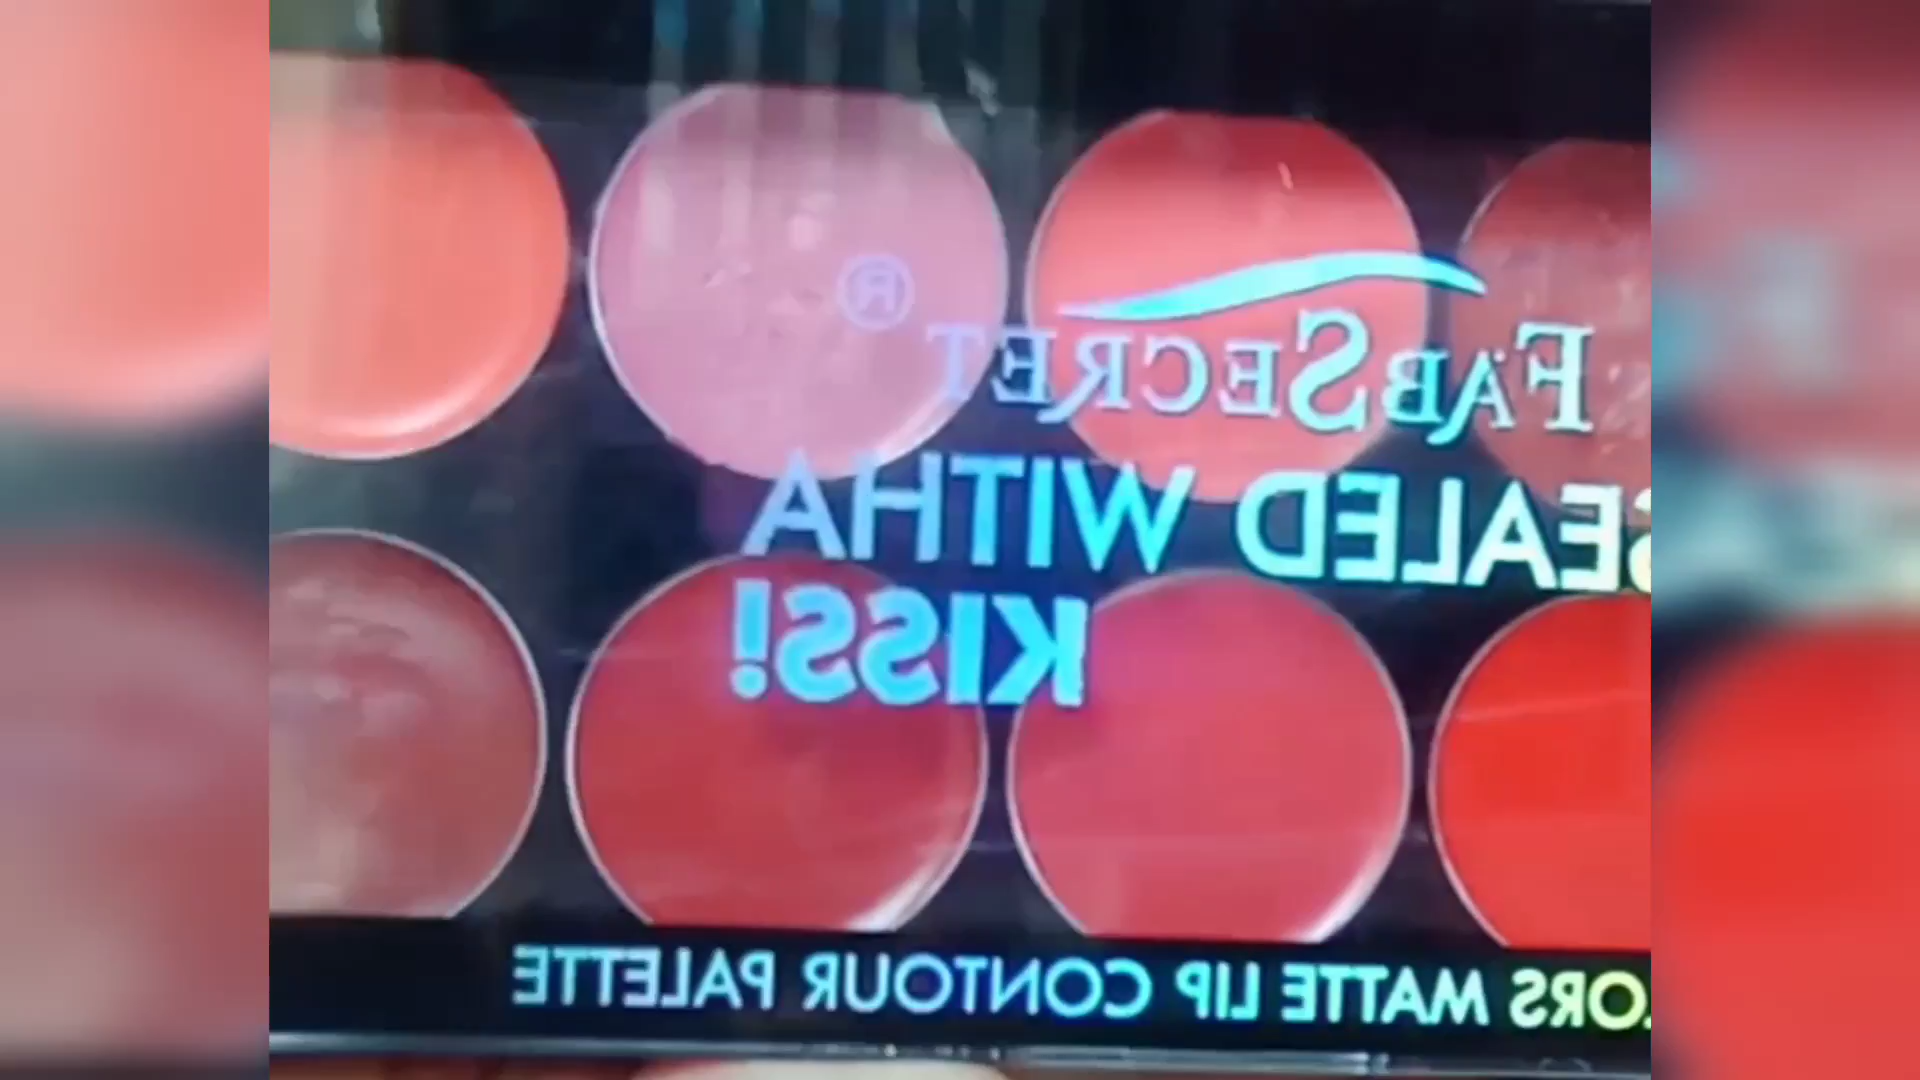 FABSECRET ®
SEALED WITHA
KISS!
ORS MATTE LIP CONTOUR PALETTE